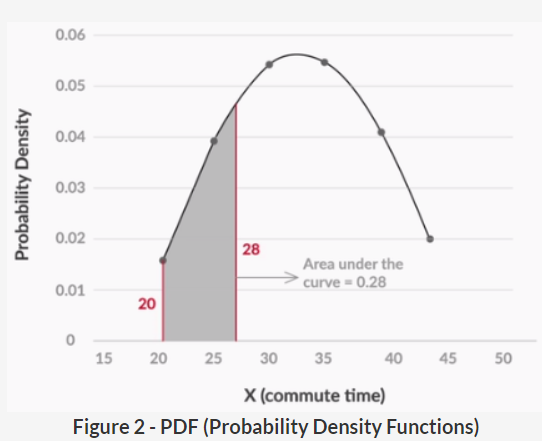 0.06
0.05
0.04
0.03
0.02
0.01
0
Probability Density
28
20
Area under the
curve = 0.28
15 20 25 30 35 40 45 50
X (commute time)
Figure 2 - PDF (Probability Density Functions)